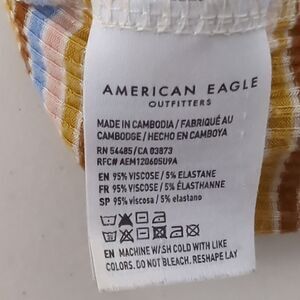 AMERICAN EAGLE
OUTFITTERS
MADE IN CAMBODIA / FABRIQUÉ AU
CAMBODGE / HECHO EN CAMBOYA
RN 54485/CA 03873
RFC# AEM120605U9A
EN 95% VISCOSE / 5% ELASTANE
FR 95% VISCOSE / 5% ÉLASTHANNE
SP 95% viscosa / 5% elastano
EN MACHINE WASH COLD WITH LIKE
COLORS. DO NOT BLEACH. RESHAPE LAY